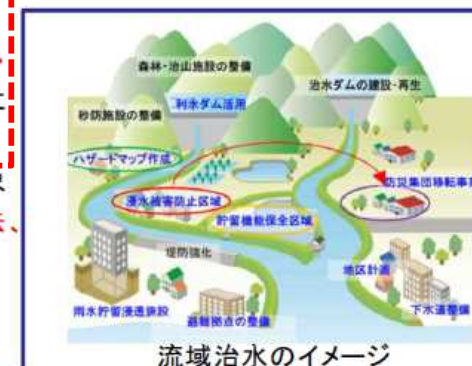 森林・治山施設の整備
治水ダムの建設・再生
砂防施設の整備
利水ダム活用
ハザードマップ作成
防災集団移転事業
浸水被害防止区域
貯留機能保全区域
堤防強化
地区計画
雨水貯留浸透施設
避難拠点の整備
下水道整備
流域治水のイメージ